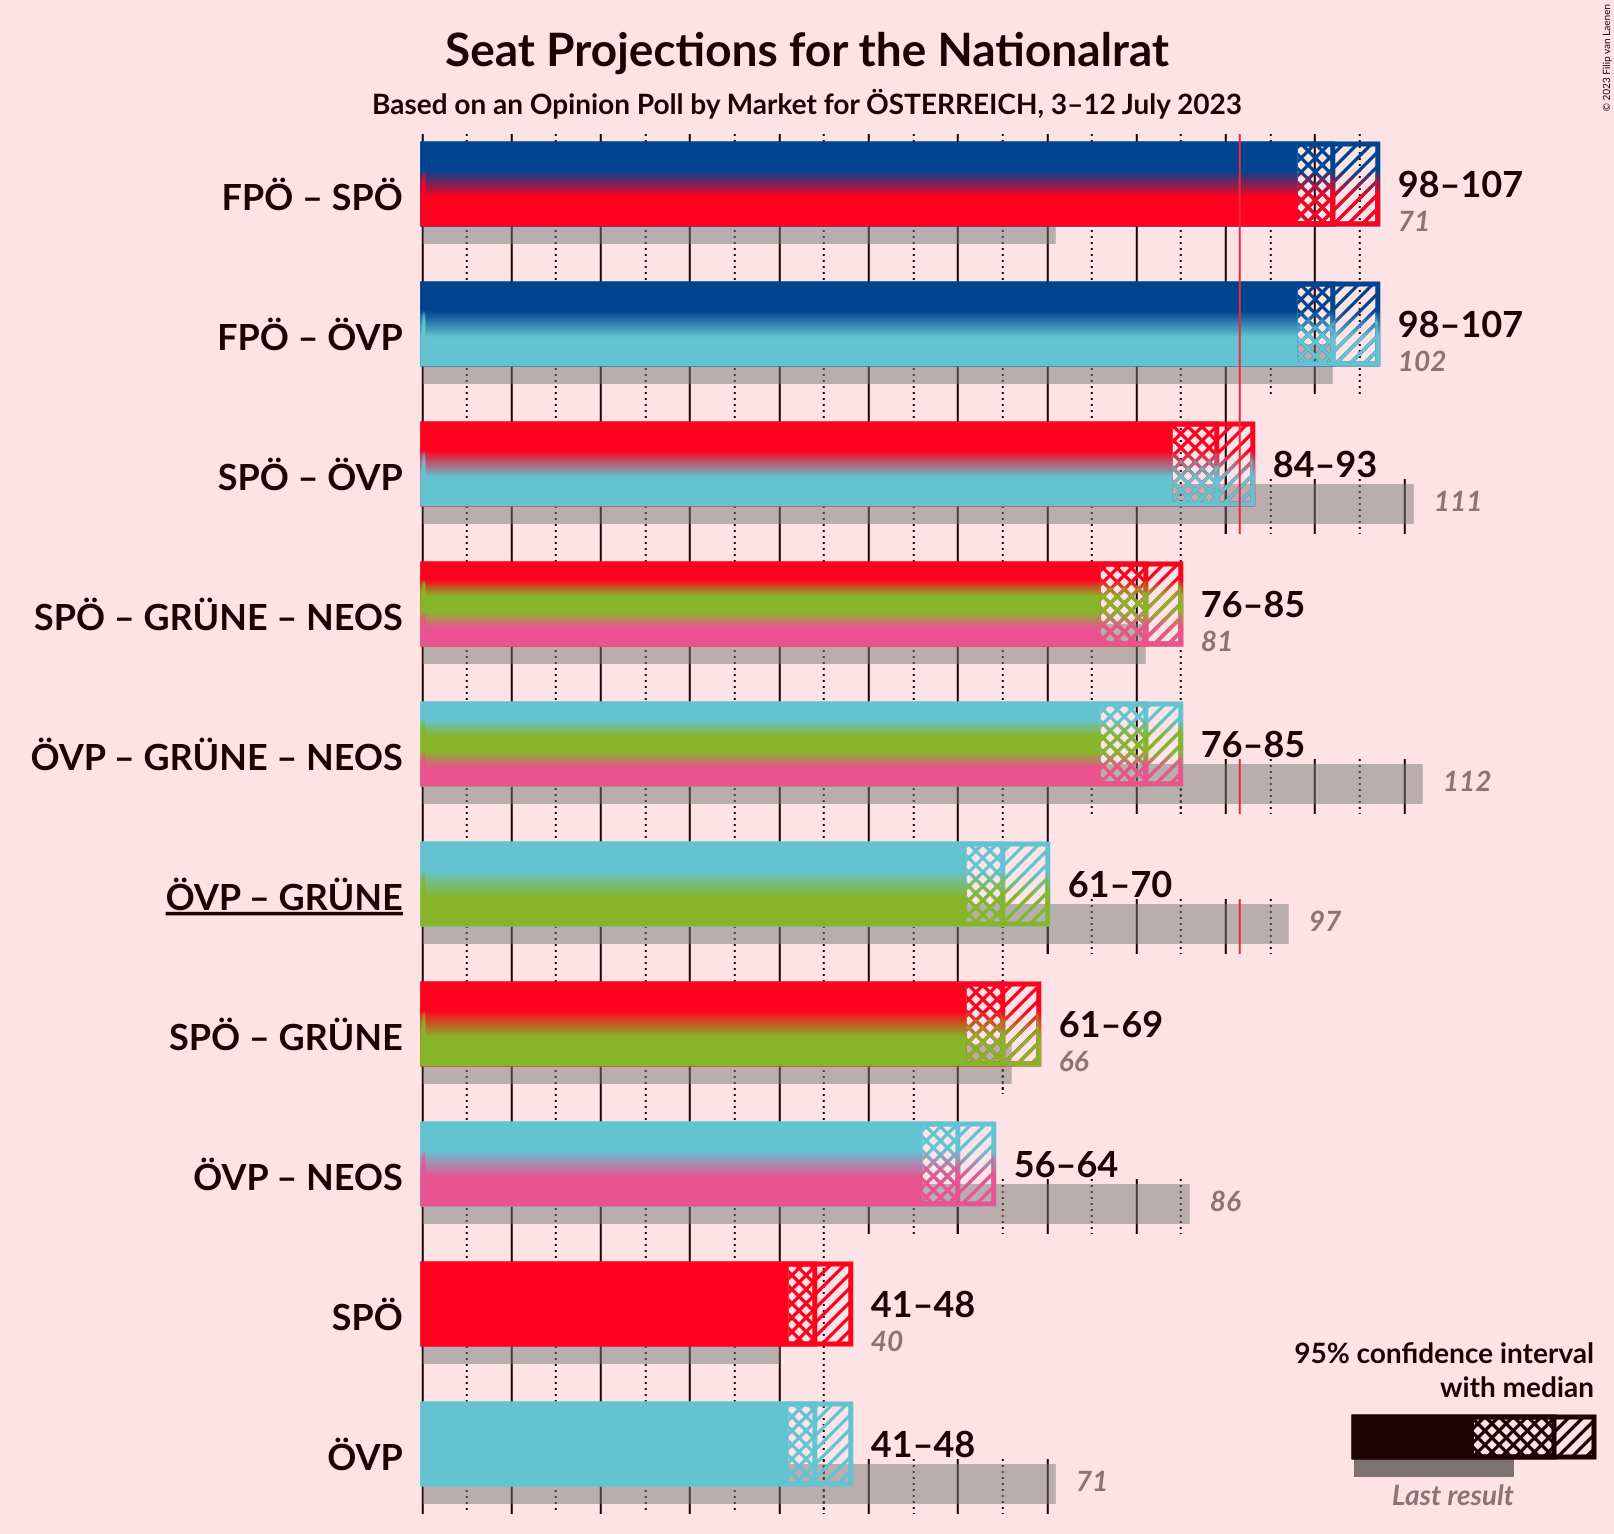 Seat Projections for the Nationalrat
Based on an Opinion Poll by Market for ÖSTERREICH, 3–12 July 2023
© 2023 Filip van Laenen
FPÖ – SPÖ
98–107
71
FPÖ – ÖVP
98–107
102
SPÖ – ÖVP
84–93
111
SPÖ – GRÜNE – NEOS
76–85
81
ÖVP – GRÜNE – NEOS
76–85
112
ÖVP – GRÜNE
61–70
97
SPÖ – GRÜNE
61–69
66
ÖVP – NEOS
56–64
86
SPÖ
41–48
40
ÖVP
41–48
71
95% confidence interval
with median
Last result